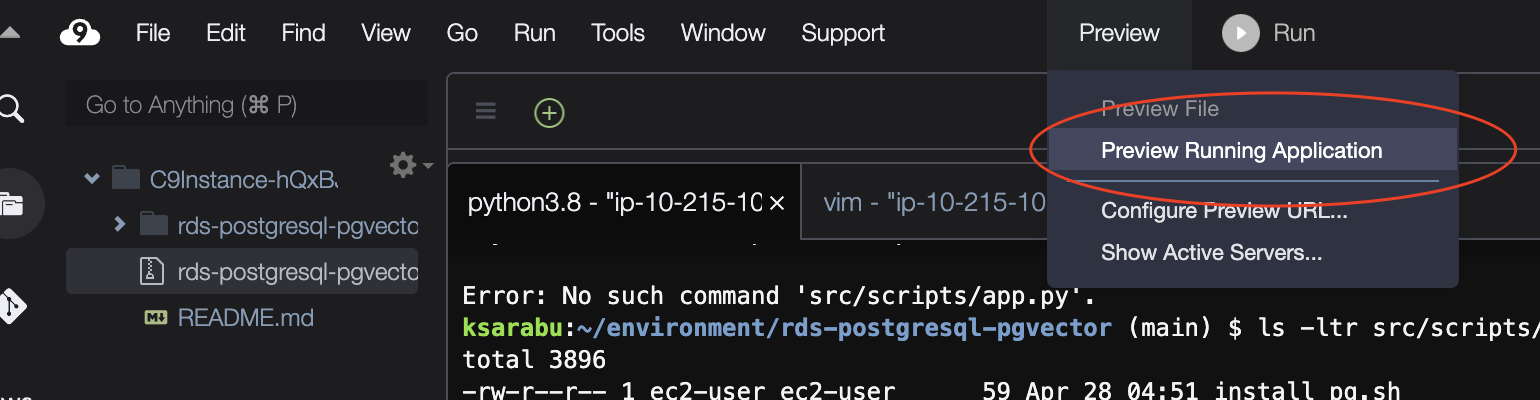 9 File Edit Find View Go Run Tools Window Support Preview Run
Go to Anything (⌘ P)
Preview File
Preview Running Application
Configure Preview URL...
Show Active Servers...
C9Instance-hQxB
rds-postgresql-pgvecto
rds-postgresql-pgvecto
README.md
python3.8 - "ip-10-215-10 × vim - "ip-10-215-10
Error: No such command 'src/scripts/app.py'.
ksarabu:~/environment/rds-postgresql-pgvector (main) $ ls -ltr src/scripts/
total 3896
-rw-r--r-- 1 ec2-user ec2-user 59 Apr 28 04:51 install_pg.sh